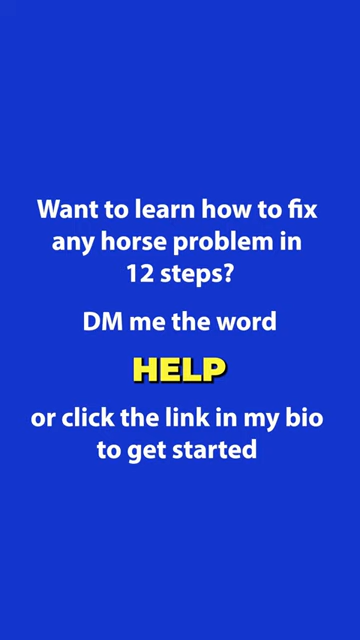 Want to learn how to fix
any horse problem in
12 steps?
DM me the word
HELP
or click the link in my bio
to get started